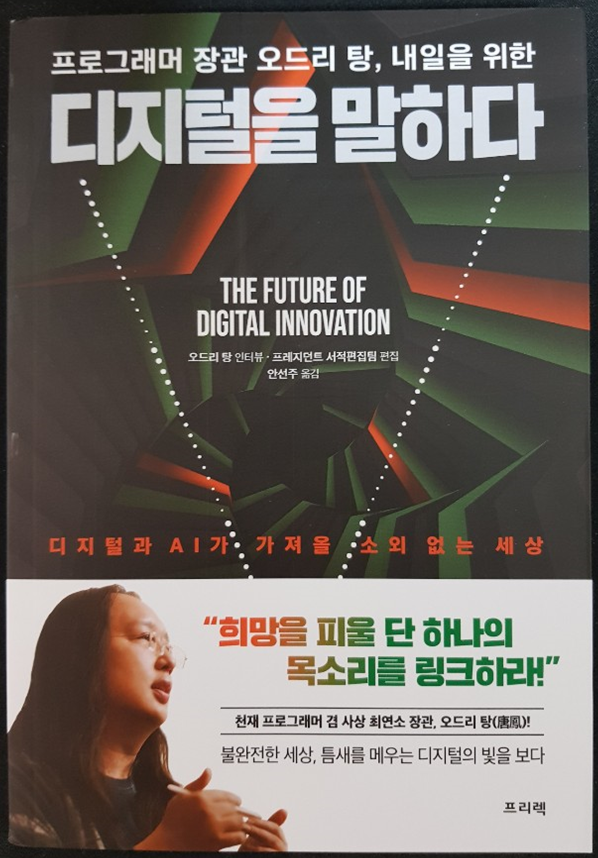 프로그래머 장관 오드리 탕, 내일을 위한
디지털을 말하다
THE FUTURE OF
DIGITAL INNOVATION
오드리 탕 인터뷰 · 프레지던트 서적편집팀 편집
안선주 옮김
디지털과 AI가 가져올 소외 없는 세상
“희망을 피울 단 하나의
목소리를 링크하라!”
천재 프로그래머 겸 사상 최연소 장관, 오드리 탕(唐鳳)!
불완전한 세상, 틈새를 메우는 디지털의 빛을 보다
프리렉